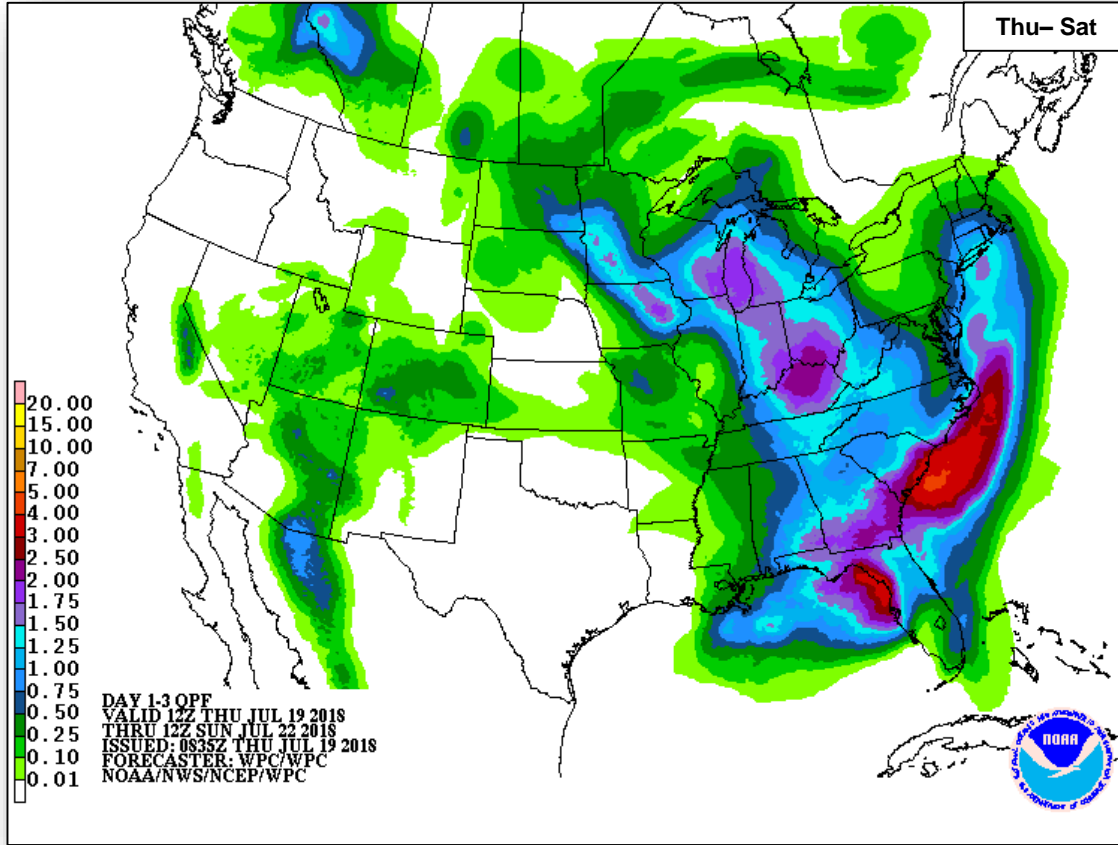 Thu– Sat
20.00
15.00
10.00
7.00
5.00
4.00
3.00
2.50
2.00
1.75
1.50
1.25
1.00
0.75
0.50
0.25
0.10
0.01
DAY 1-3 QPF
VALID 12Z THU JUL 19 2018
THRU 12Z SUN JUL 22 2018
ISSUED: 0835Z THU JUL 19 2018
FORECASTER: WPC/WPC
NOAA/NWS/NCEP/WPC
NOAA